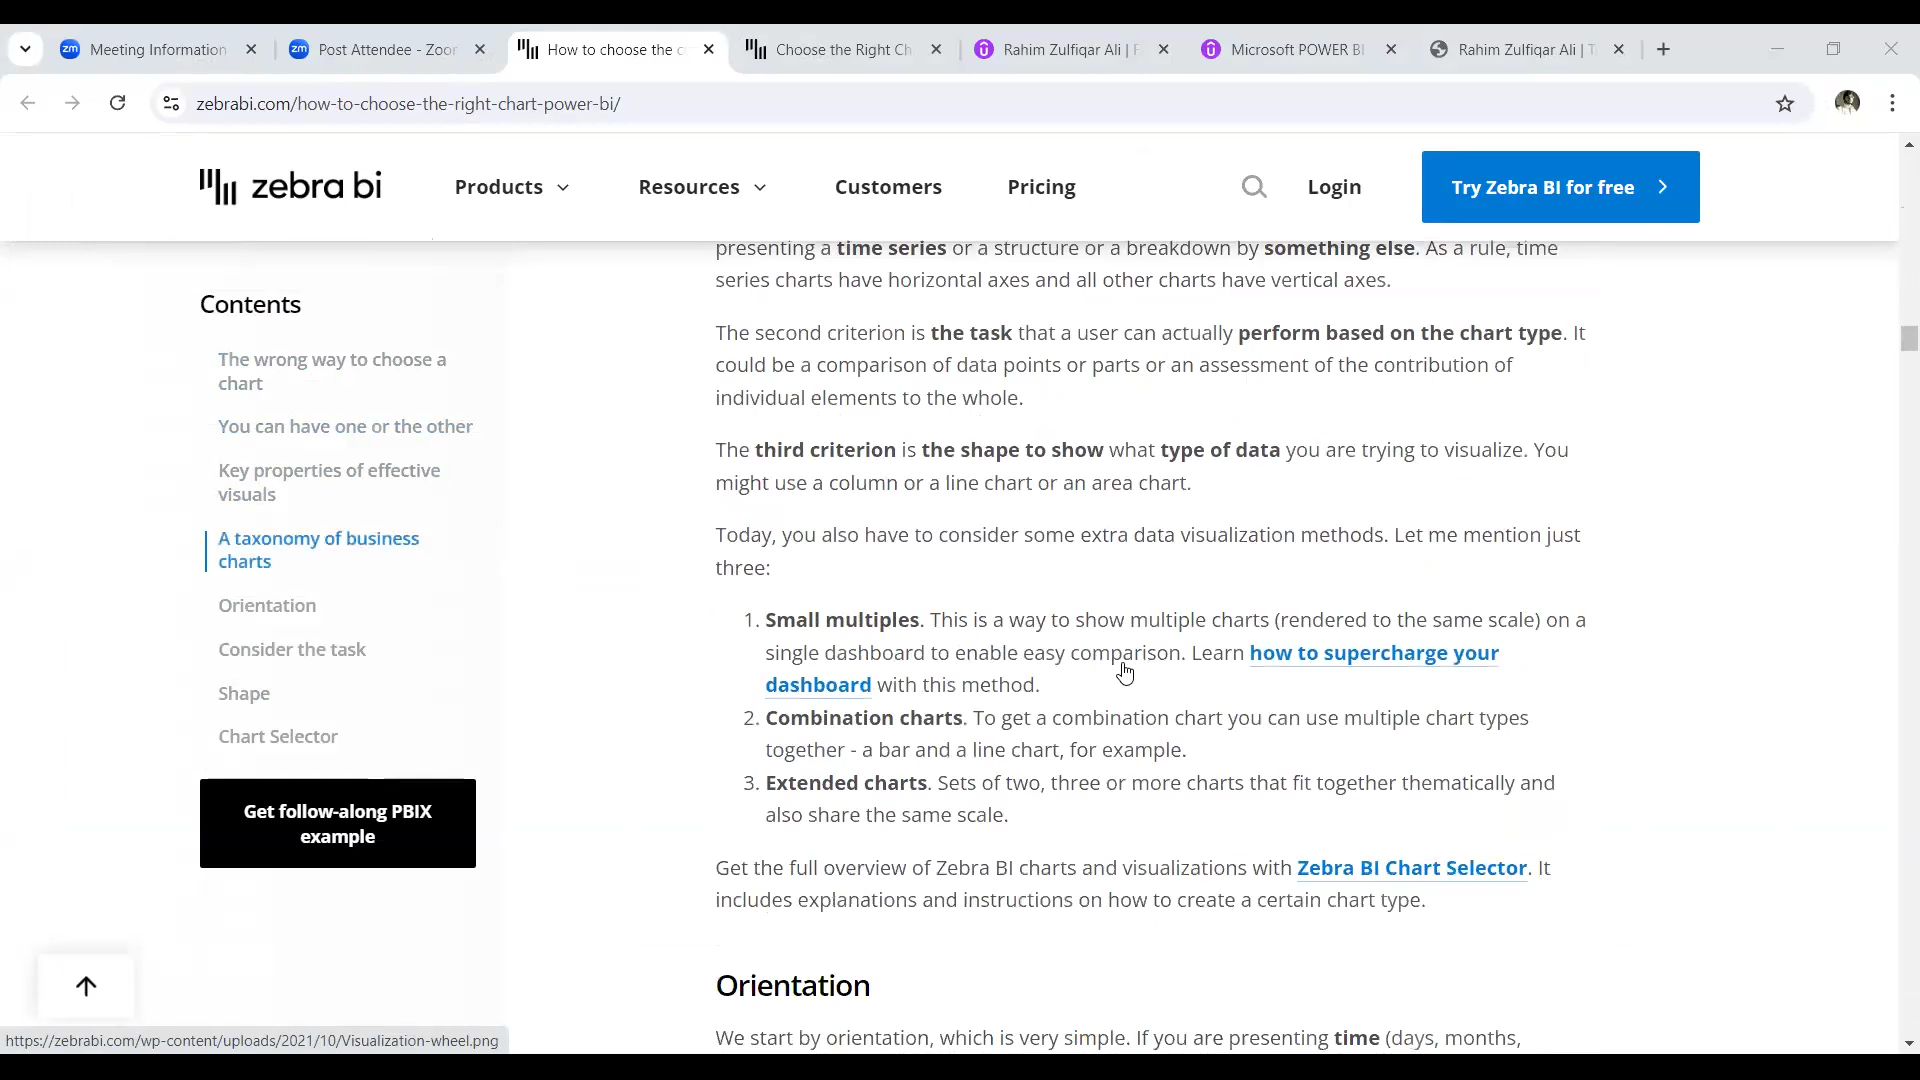 zm Meeting Information
zm Post Attendee - Zoor
How to choose the c
Choose the Right Ch
Rahim Zulfiqar Ali |
Microsoft POWER BI
Rahim Zulfiqar Ali |
zebrabi.com/how-to-choose-the-right-chart-power-bi/
zebra bi
Products
Resources
Customers
Pricing
Login
Try Zebra BI for free
Contents
The wrong way to choose a
chart
You can have one or the other
Key properties of effective
visuals
A taxonomy of business
charts
Orientation
Consider the task
Shape
Chart Selector
Get follow-along PBIX
example
presenting a time series or a structure or a breakdown by something else. As a rule, time
series charts have horizontal axes and all other charts have vertical axes.
The second criterion is the task that a user can actually perform based on the chart type. It
could be a comparison of data points or parts or an assessment of the contribution of
individual elements to the whole.
The third criterion is the shape to show what type of data you are trying to visualize. You
might use a column or a line chart or an area chart.
Today, you also have to consider some extra data visualization methods. Let me mention just
three:
1. Small multiples. This is a way to show multiple charts (rendered to the same scale) on a
single dashboard to enable easy comparison. Learn how to supercharge your
dashboard with this method.
2. Combination charts. To get a combination chart you can use multiple chart types
together - a bar and a line chart, for example.
3. Extended charts. Sets of two, three or more charts that fit together thematically and
also share the same scale.
Get the full overview of Zebra BI charts and visualizations with Zebra BI Chart Selector. It
includes explanations and instructions on how to create a certain chart type.
Orientation
We start by orientation, which is very simple. If you are presenting time (days, months,
https://zebrabi.com/wp-content/uploads/2021/10/Visualization-wheel.png